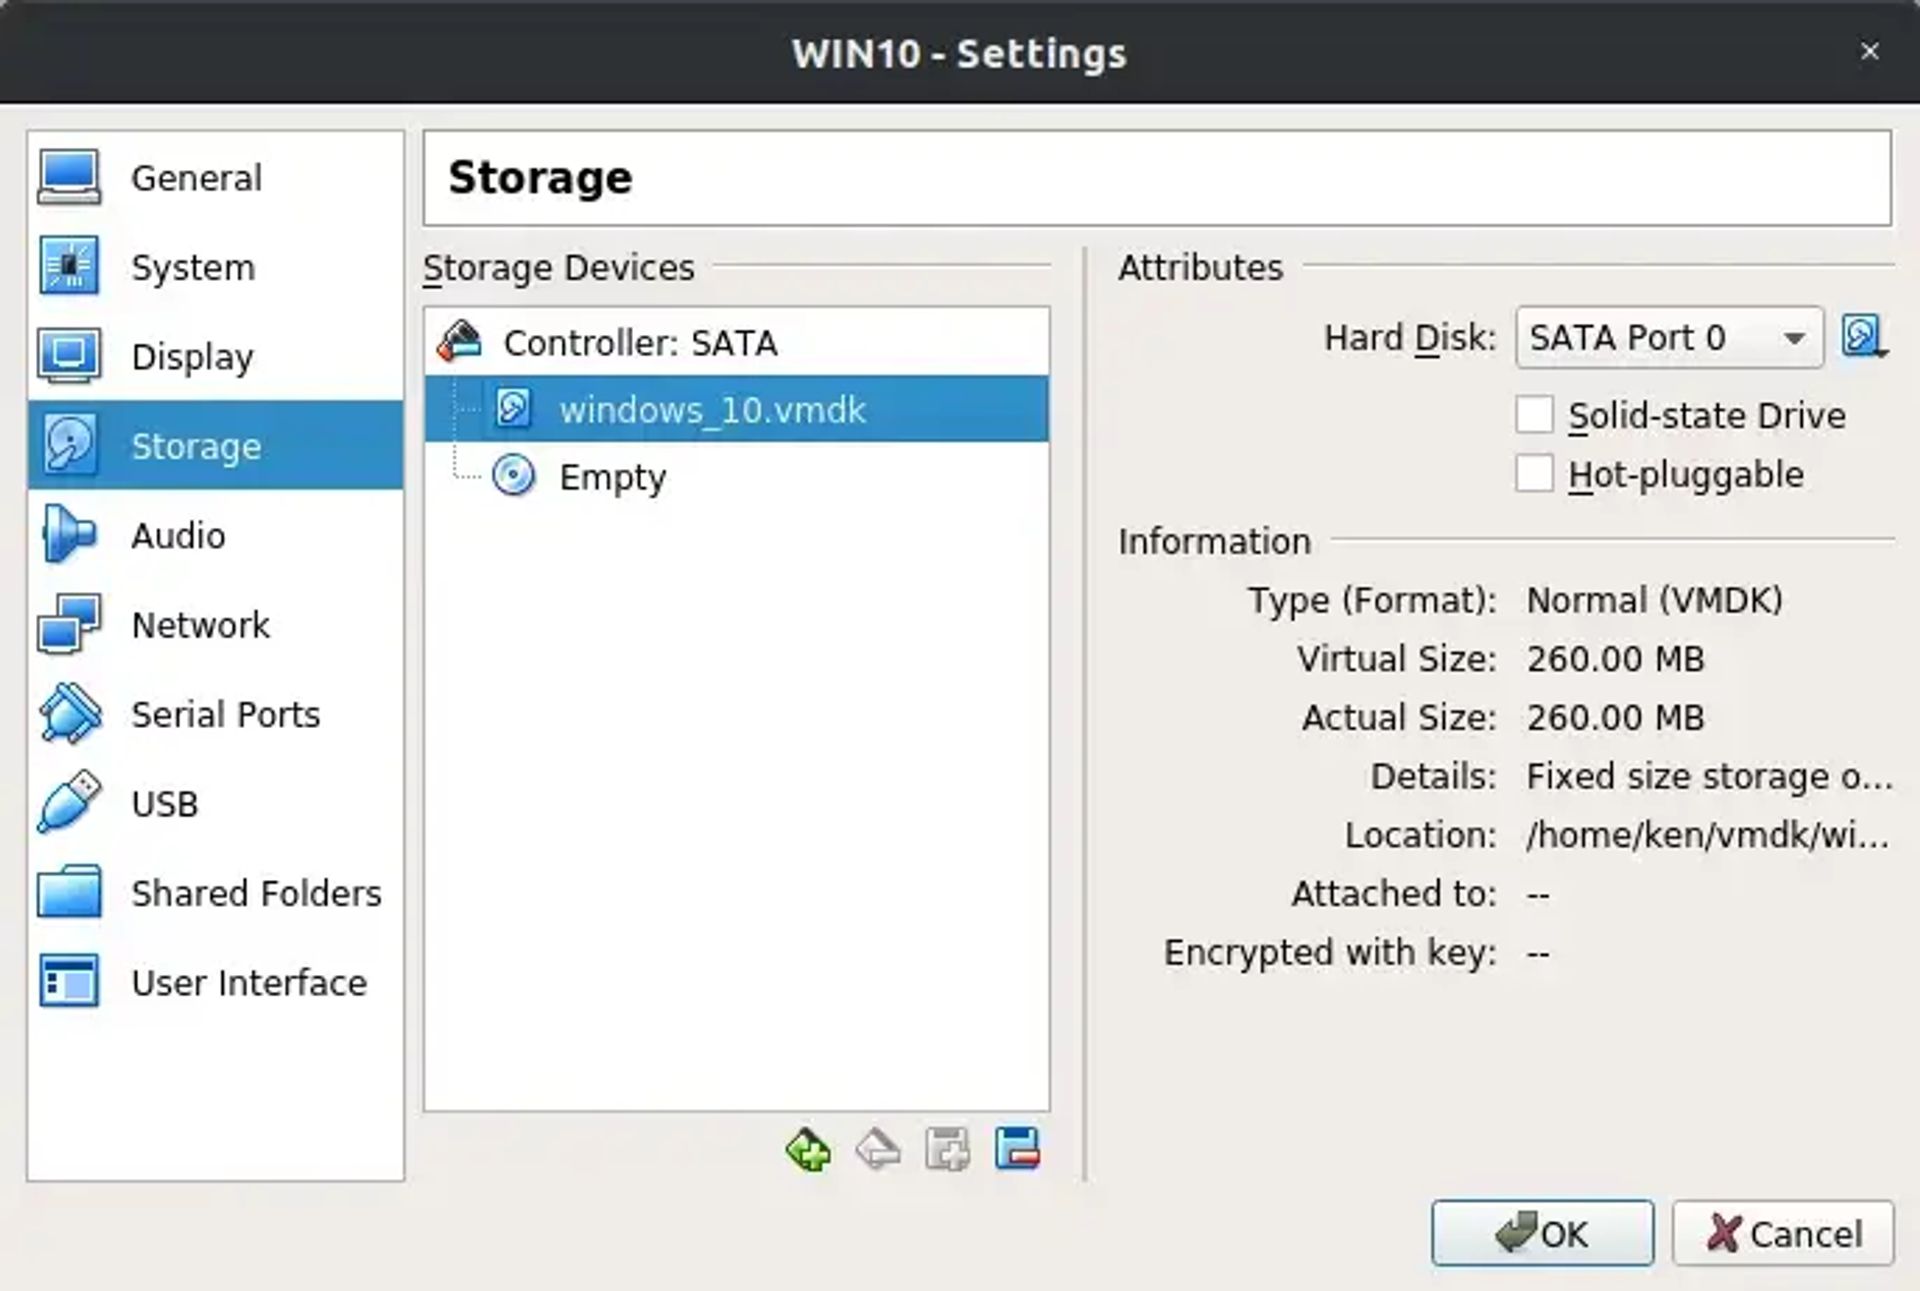 WIN10 - Settings
General
System
Display
Storage
Audio
Network
Serial Ports
USB
Shared Folders
User Interface
Storage
Storage Devices
Controller: SATA
windows_10.vmdk
Empty
Attributes
Hard Disk: SATA Port 0
Solid-state Drive
Hot-pluggable
Information
Type (Format): Normal (VMDK)
Virtual Size: 260.00 MB
Actual Size: 260.00 MB
Details: Fixed size storage o...
Location: /home/ken/vmdk/wi...
Attached to: --
Encrypted with key: --
OK Cancel